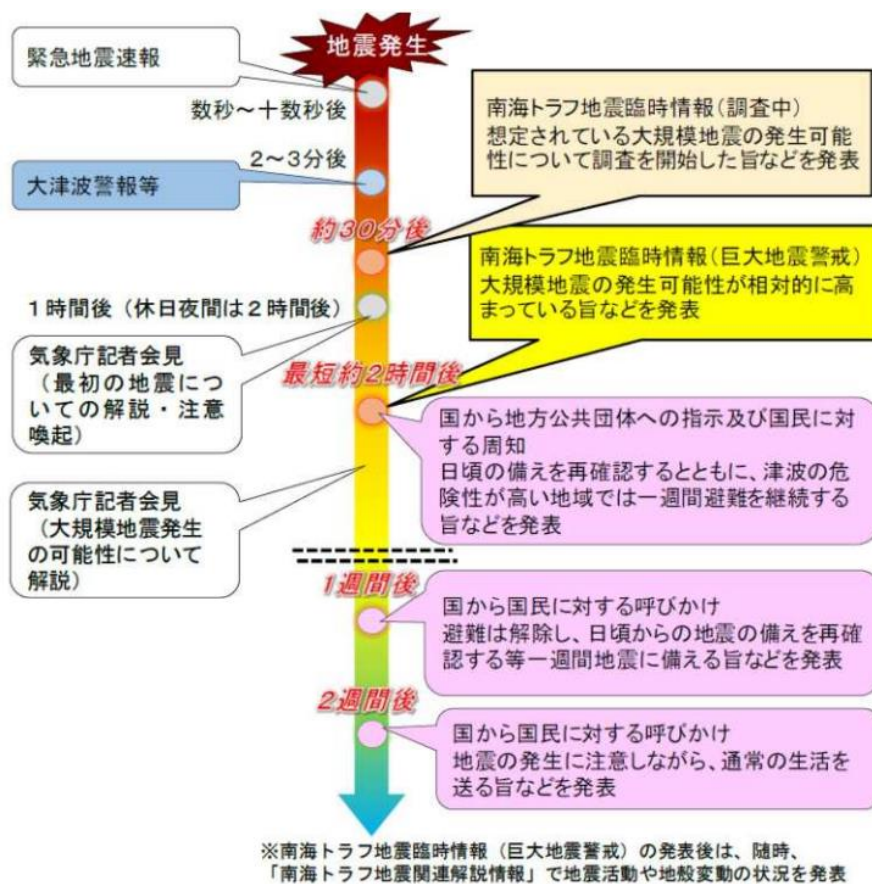 地震発生
緊急地震速報
数秒～十数秒後
南海トラフ地震臨時情報（調査中）
想定されている大規模地震の発生可能
性について調査を開始した旨などを発表
2～3分後
大津波警報等
約30分後
南海トラフ地震臨時情報（巨大地震警戒）
大規模地震の発生可能性が相対的に高
まっている旨などを発表
1時間後（休日夜間は2時間後）
気象庁記者会見
（最初の地震につ
いての解説・注意
喚起）
最短約2時間後
国から地方公共団体への指示及び国民に対
する周知
日頃の備えを再確認するとともに、津波の危
険性が高い地域では一週間避難を継続する
旨などを発表
気象庁記者会見
（大規模地震発生
の可能性について
解説）
1週間後
国から国民に対する呼びかけ
避難は解除し、日頃からの地震の備えを再確
認する等一週間地震に備える旨などを発表
2週間後
国から国民に対する呼びかけ
地震の発生に注意しながら、通常の生活を
送る旨などを発表
※南海トラフ地震臨時情報（巨大地震警戒）の発表後は、随時、
「南海トラフ地震関連解説情報」で地震活動や地殻変動の状況を発表